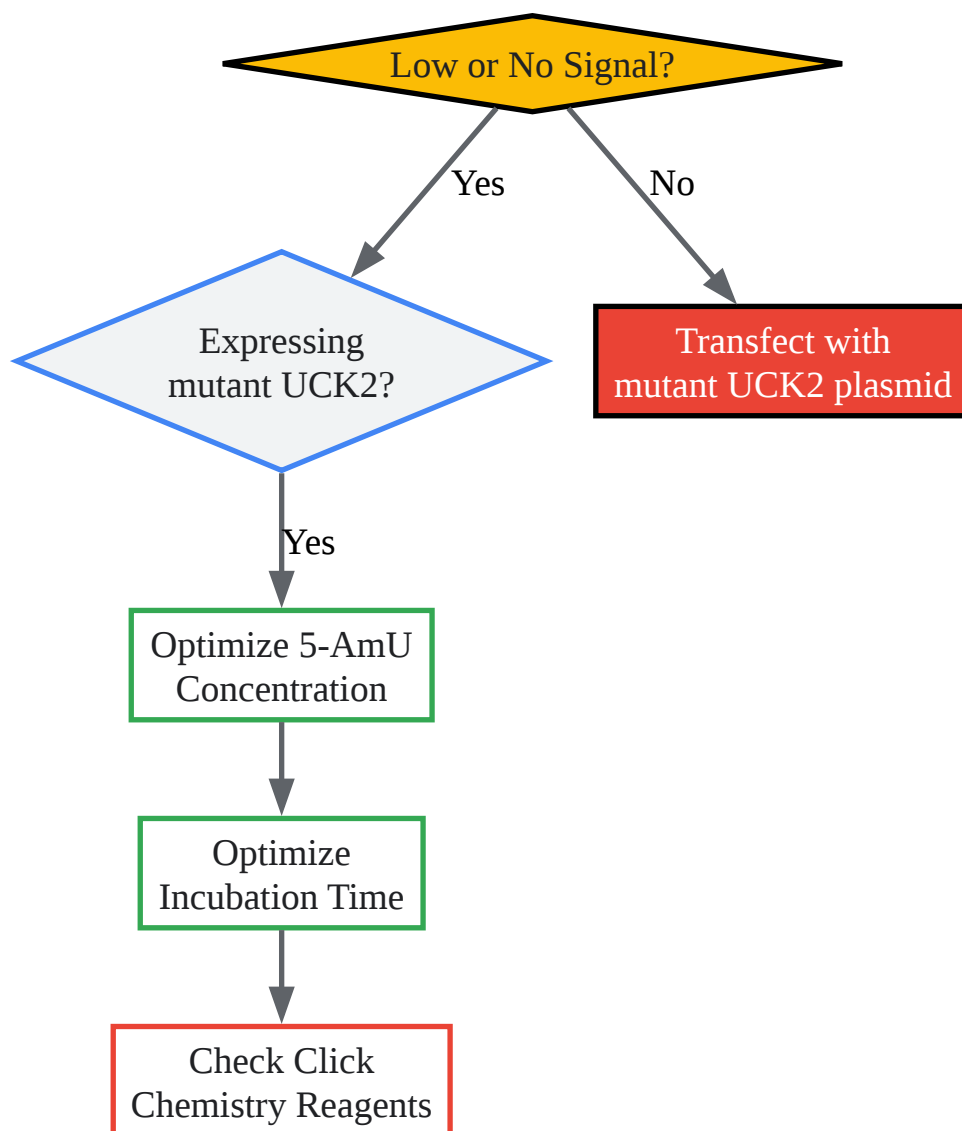 Low or No Signal?
Yes
No
Expressing
mutant UCK2?
Transfect with
mutant UCK2 plasmid
Yes
Optimize 5-AmU
Concentration
Optimize
Incubation Time
Check Click
Chemistry Reagents